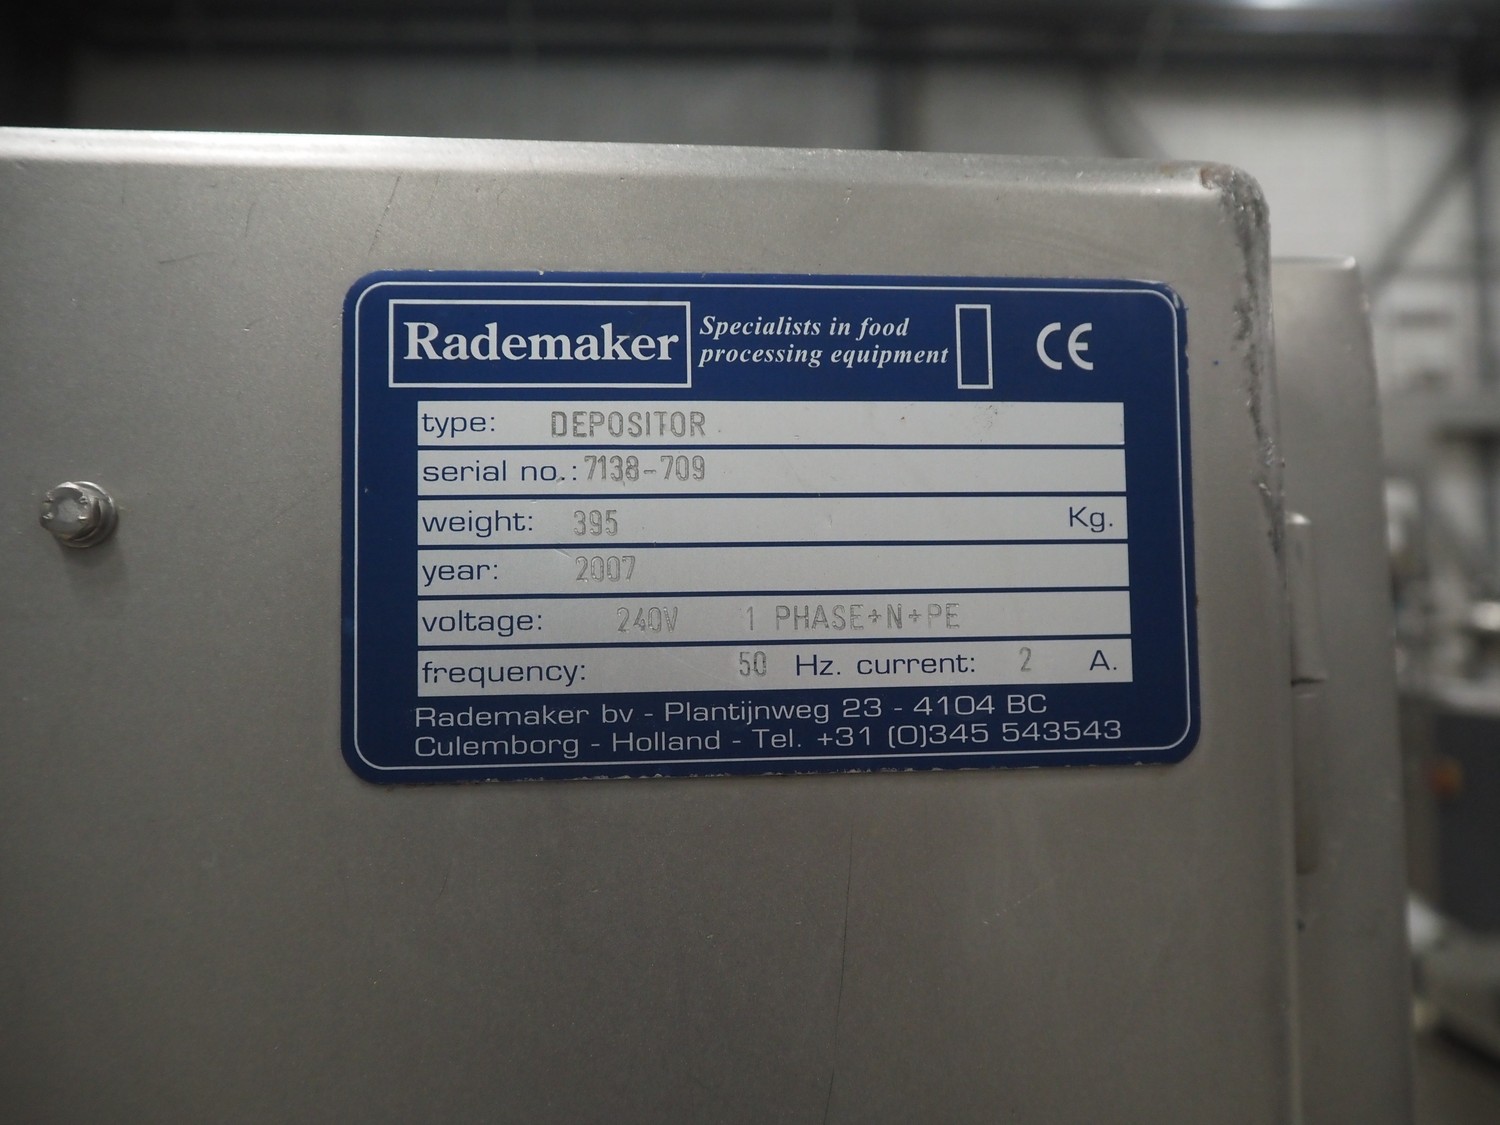 Rademaker
Specialists in food
processing equipment
CE
type: DEPOSITOR
serial no.: 7138-709
weight: 395 Kg.
year: 2007
voltage: 240V 1 PHASE+N+PE
frequency: 50 Hz. current: 2 A.
Rademaker bv - Plantijnweg 23 - 4104 BC
Culemborg - Holland - Tel. +31 (0)345 543543